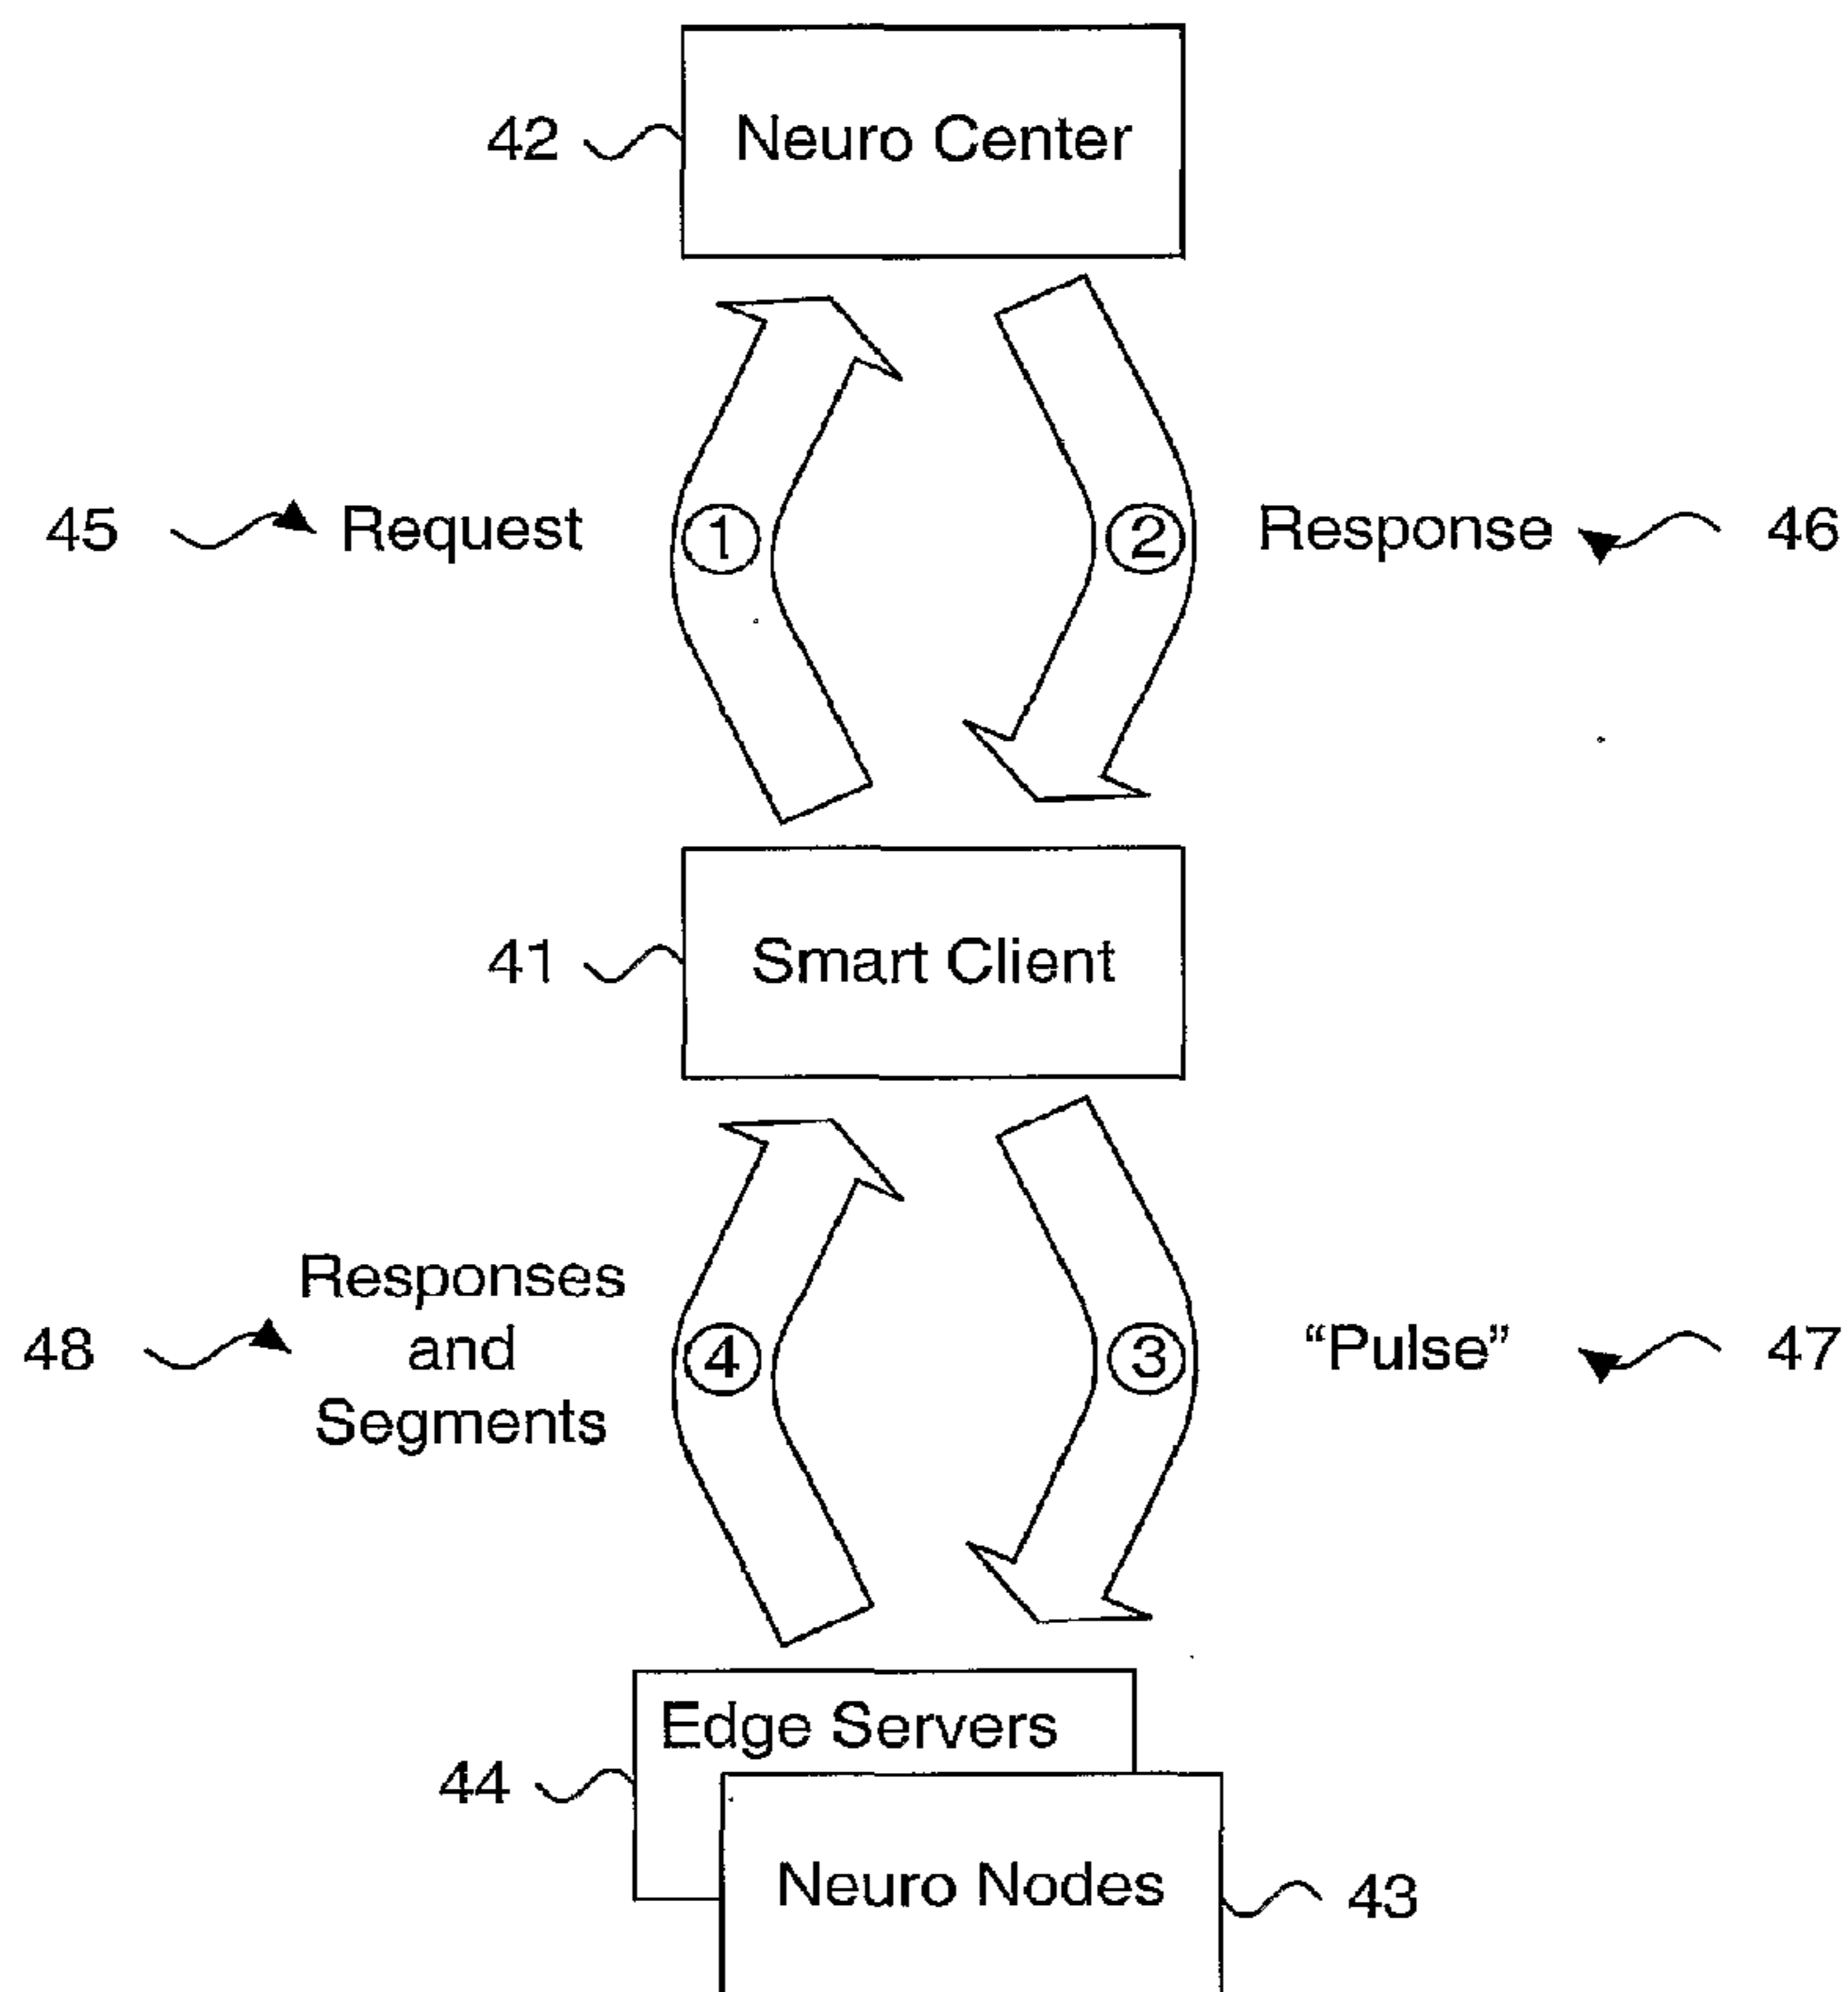 42 Neuro Center
45 Request 1 2 Response 46
41 Smart Client
Responses
48 and 4 3 “Pulse” 47
Segments
Edge Servers
44
Neuro Nodes 43